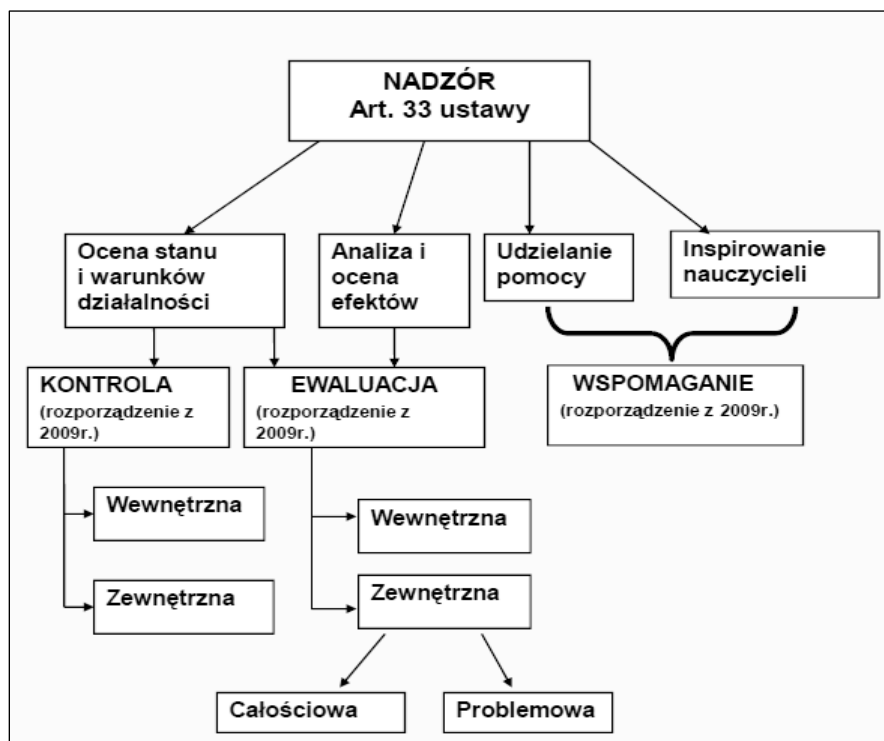 NADZÓR
Art. 33 ustawy
Ocena stanu
i warunków
działalności
Analiza i
ocena
efektów
Udzielanie
pomocy
Inspirowanie
nauczycieli
KONTROLA
(rozporządzenie z
2009r.)
EWALUACJA
(rozporządzenie z
2009r.)
WSPOMAGANIE
(rozporządzenie z 2009r.)
Wewnętrzna
Zewnętrzna
Wewnętrzna
Zewnętrzna
Całościowa
Problemowa